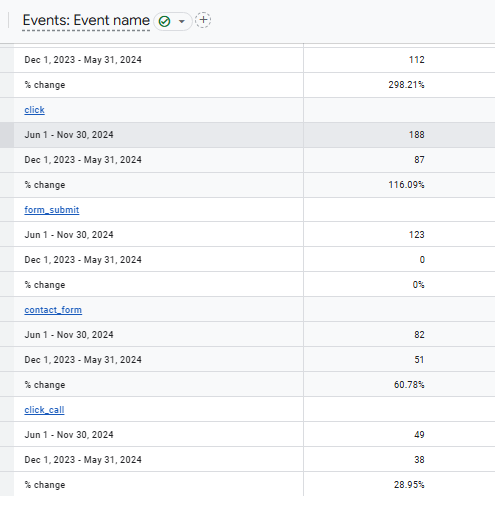 Events: Event name
Dec 1, 2023 - May 31, 2024 112
% change 298.21%
click
Jun 1 - Nov 30, 2024 188
Dec 1, 2023 - May 31, 2024 87
% change 116.09%
form_submit
Jun 1 - Nov 30, 2024 123
Dec 1, 2023 - May 31, 2024 0
% change 0%
contact_form
Jun 1 - Nov 30, 2024 82
Dec 1, 2023 - May 31, 2024 51
% change 60.78%
click_call
Jun 1 - Nov 30, 2024 49
Dec 1, 2023 - May 31, 2024 38
% change 28.95%